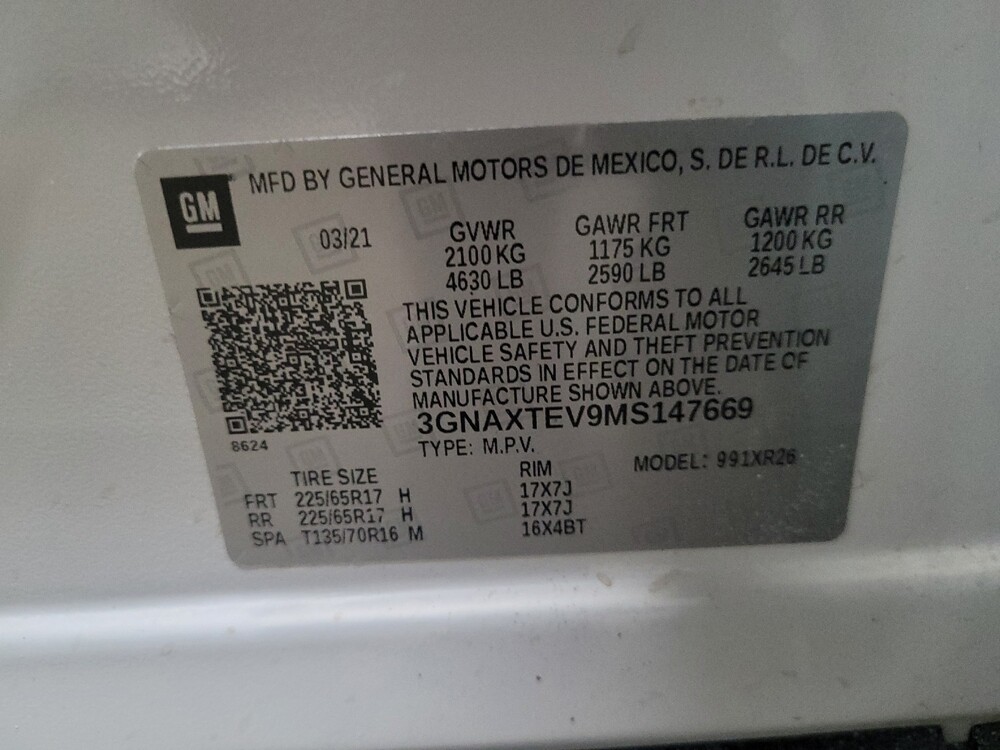 GM
MFD BY GENERAL MOTORS DE MEXICO, S. DE R.L. DE C.V.
03/21
GVWR GAWR FRT GAWR RR
2100 KG 1175 KG 1200 KG
4630 LB 2590 LB 2645 LB
THIS VEHICLE CONFORMS TO ALL
APPLICABLE U.S. FEDERAL MOTOR
VEHICLE SAFETY AND THEFT PREVENTION
STANDARDS IN EFFECT ON THE DATE OF
MANUFACTURE SHOWN ABOVE.
3GNAXTEV9MS147669
8624
TYPE: M.P.V. MODEL: 991XR26
TIRE SIZE RIM
FRT 225/65R17 H 17X7J
RR 225/65R17 H 17X7J
SPA T135/70R16 M 16X4BT